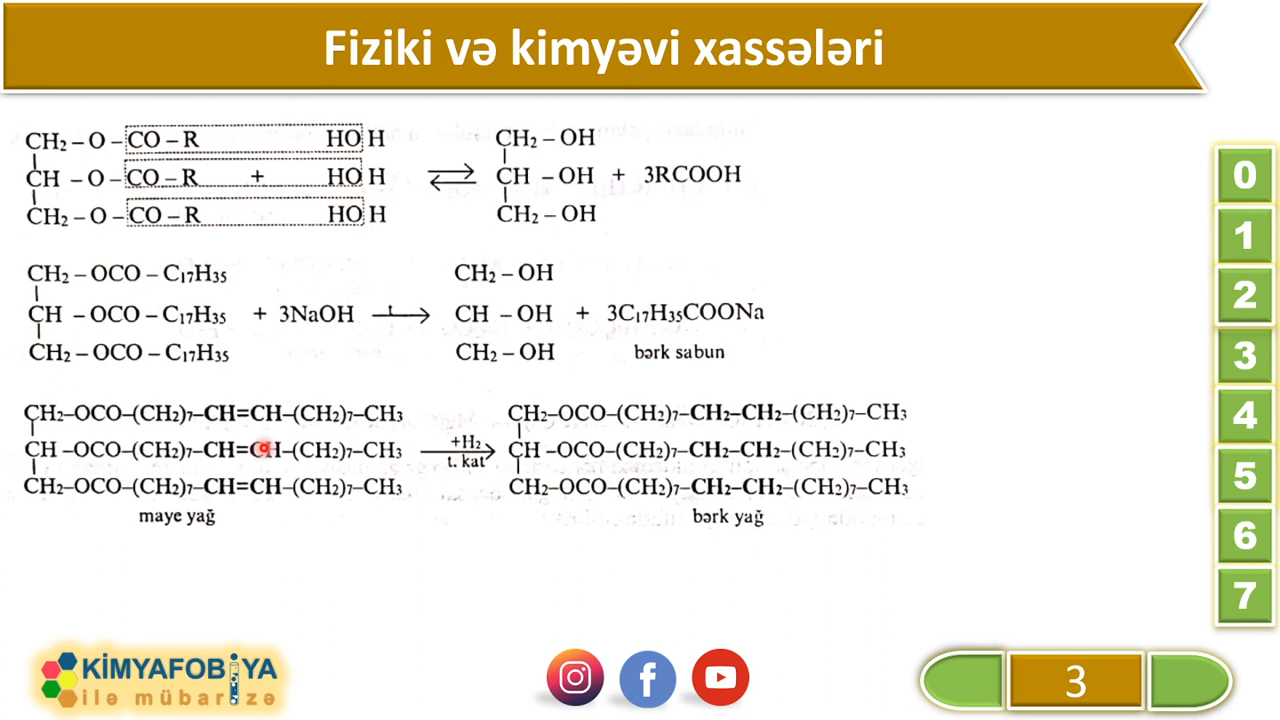 Fiziki və kimyəvi xassələri
CH₂ – O – CO – R HO H CH₂ – OH
CH – O – CO – R + HO H ⇌ CH – OH + 3RCOOH
CH₂ – O – CO – R HO H CH₂ – OH
CH₂ – OCO – C₁₇H₃₅ CH₂ – OH
CH – OCO – C₁₇H₃₅ + 3NaOH t→ CH – OH + 3C₁₇H₃₅COONa
CH₂ – OCO – C₁₇H₃₅ CH₂ – OH bərk sabun
CH₂–OCO–(CH₂)₇–CH=CH–(CH₂)₇–CH₃ CH₂–OCO–(CH₂)₇–CH₂–CH₂–(CH₂)₇–CH₃
CH –OCO–(CH₂)₇–CH=CH–(CH₂)₇–CH₃ +H₂ t. kat → CH –OCO–(CH₂)₇–CH₂–CH₂–(CH₂)₇–CH₃
CH₂–OCO–(CH₂)₇–CH=CH–(CH₂)₇–CH₃ CH₂–OCO–(CH₂)₇–CH₂–CH₂–(CH₂)₇–CH₃
maye yağ bərk yağ
0
1
2
3
4
5
6
7
KİMYAFOBİYA
ilə mübarizə
3